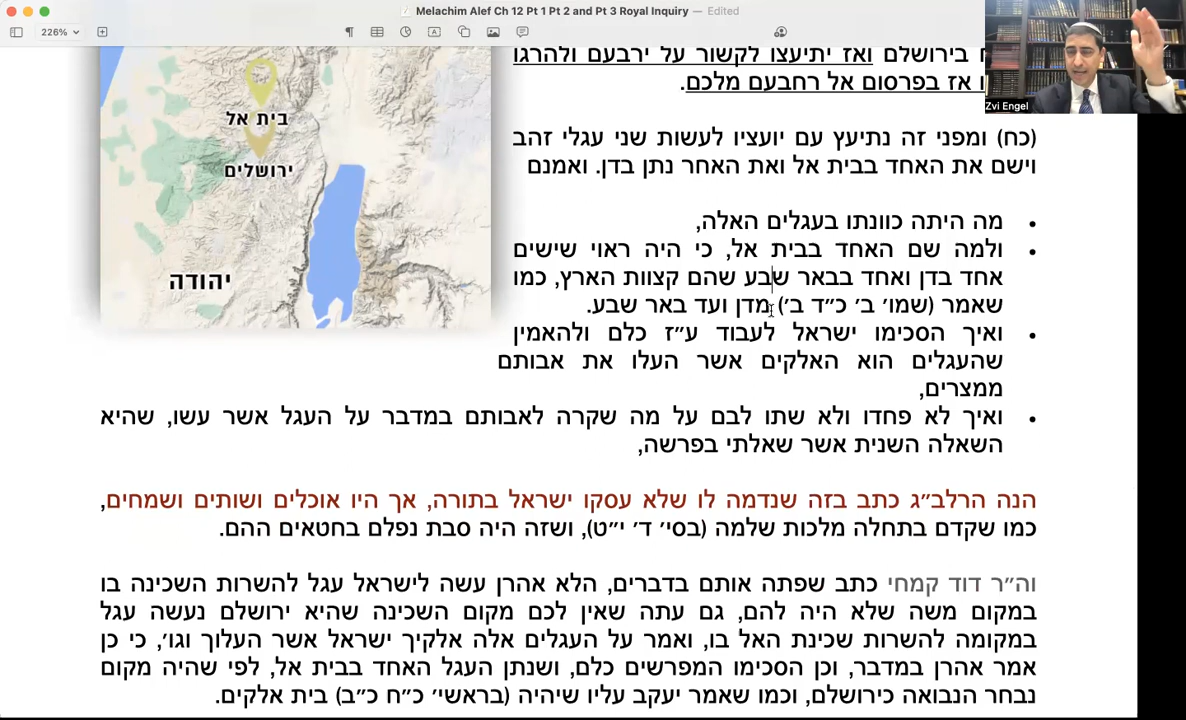 Melachim Alef Ch 12 Pt 1 Pt 2 and Pt 3 Royal Inquiry — Edited
226%
Zvi Engel
בירושלם ואז יתיעצו לקשור על ירבעם ולהרגו
אז בפרסום אל רחבעם מלכם.
(כח) ומפני זה נתיעץ עם יועציו לעשות שני עגלי זהב
וישם את האחד בבית אל ואת האחר נתן בדן. ואמנם
• מה היתה כוונתו בעגלים האלה,
• ולמה שם האחד בבית אל, כי היה ראוי שישים
אחד בדן ואחד בבאר שבע שהם קצוות הארץ, כמו
שאמר (שמו׳ ב׳ כ״ד ב׳) מדן ועד באר שבע.
• ואיך הסכימו ישראל לעבוד ע״ז כלם ולהאמין
שהעגלים הוא האלקים אשר העלו את אבותם
ממצרים,
• ואיך לא פחדו ולא שתו לבם על מה שקרה לאבותם במדבר על העגל אשר עשו, שהיא
השאלה השנית אשר שאלתי בפרשה,
הנה הרלב״ג כתב בזה שנדמה לו שלא עסקו ישראל בתורה, אך היו אוכלים ושותים ושמחים,
כמו שקדם בתחלה מלכות שלמה (בסי׳ ד׳ י״ט), ושזה היה סבת נפלם בחטאים ההם.
וה״ר דוד קמחי כתב שפתה אותם בדברים, הלא אהרן עשה לישראל עגל להשרות השכינה בו
במקום משה שלא היה להם, גם עתה שאין לכם מקום השכינה שהיא ירושלם נעשה עגל
במקומה להשרות שכינת האל בו, ואמר על העגלים אלה אלקיך ישראל אשר העלוך וגו׳, כי כן
אמר אהרן במדבר, וכן הסכימו המפרשים כלם, ושנתן העגל האחד בבית אל, לפי שהיה מקום
נבחר הנבואה כירושלם, וכמו שאמר יעקב עליו שיהיה (בראשי׳ כ״ח כ״ב) בית אלקים.
בית אל
ירושלים
יהודה